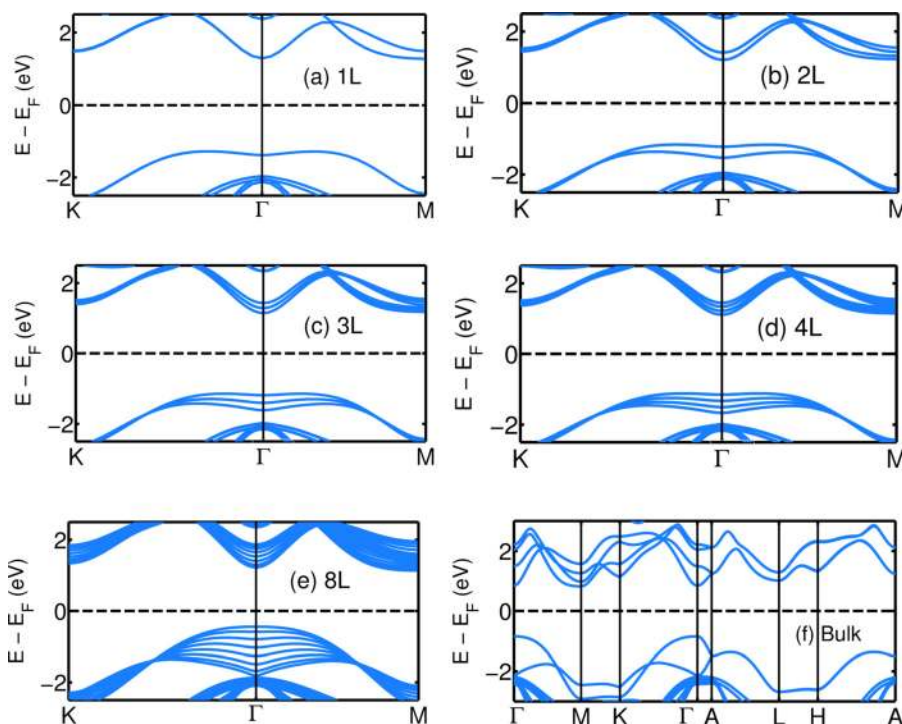 2
0
−2
E − E_F (eV)
(a) 1L
K Γ M
2
0
−2
E − E_F (eV)
(b) 2L
K Γ M
2
0
−2
E − E_F (eV)
(c) 3L
K Γ M
2
0
−2
E − E_F (eV)
(d) 4L
K Γ M
2
0
−2
E − E_F (eV)
(e) 8L
K Γ M
2
0
−2
E − E_F (eV)
(f) Bulk
Γ M K Γ A L H A